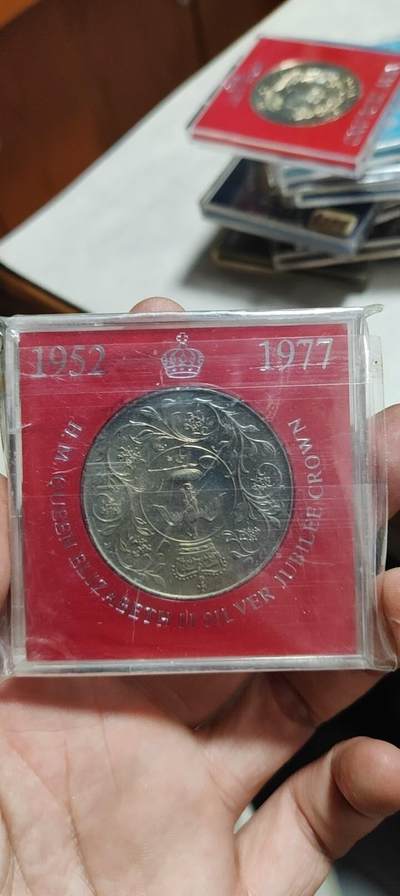 1952 1977
H.M. QUEEN ELIZABETH II SILVER JUBILEE CROWN